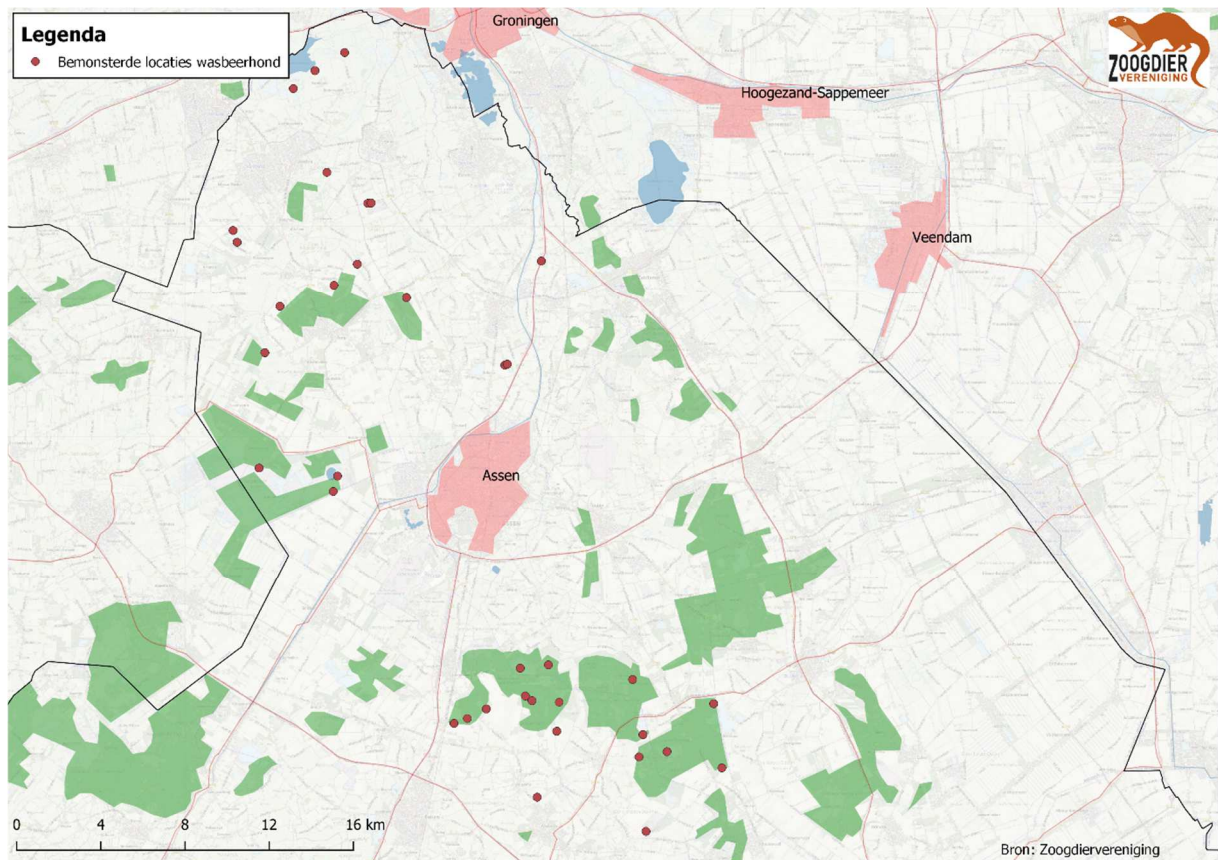 Legenda
Bemonsterde locaties wasbeerhond
Groningen
ZOOGDIER
VERENIGING
Hoogezand-Sappemeer
Veendam
Assen
0 4 8 12 16 km
Bron: Zoogdiervereniging